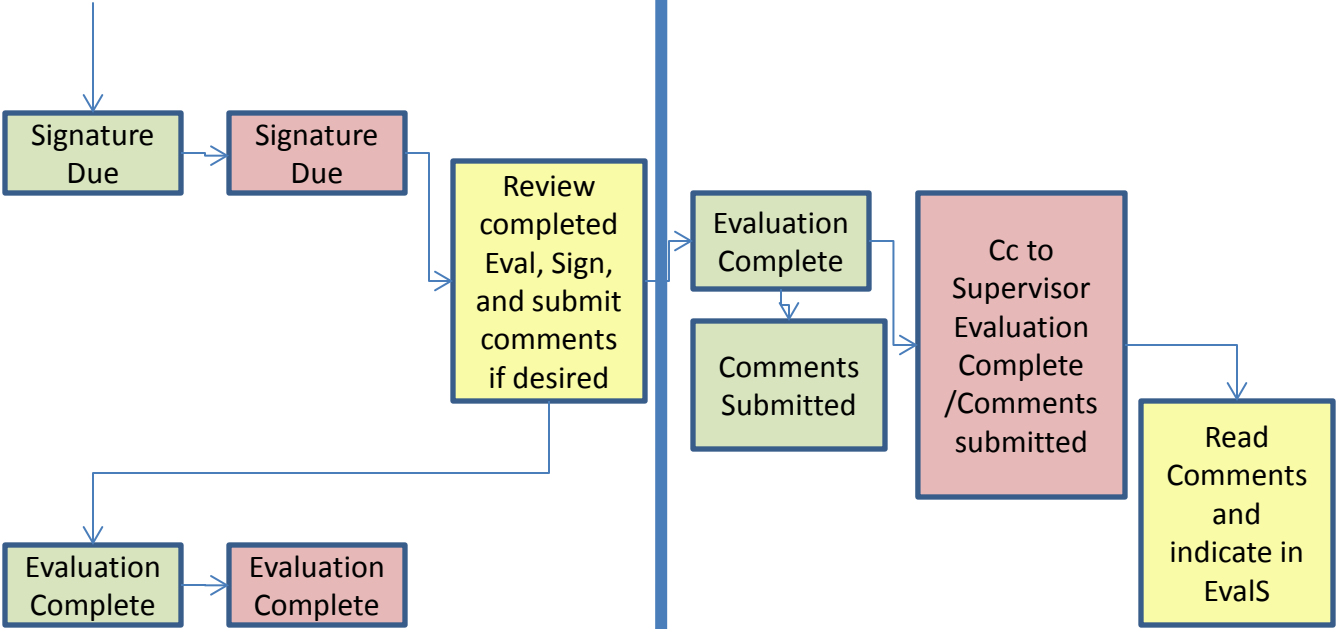 Signature
Due
Signature
Due
Review
completed
Eval, Sign,
and submit
comments
if desired
Evaluation
Complete
Comments
Submitted
Cc to
Supervisor
Evaluation
Complete
/Comments
submitted
Read
Comments
and
indicate in
EvalS
Evaluation
Complete
Evaluation
Complete